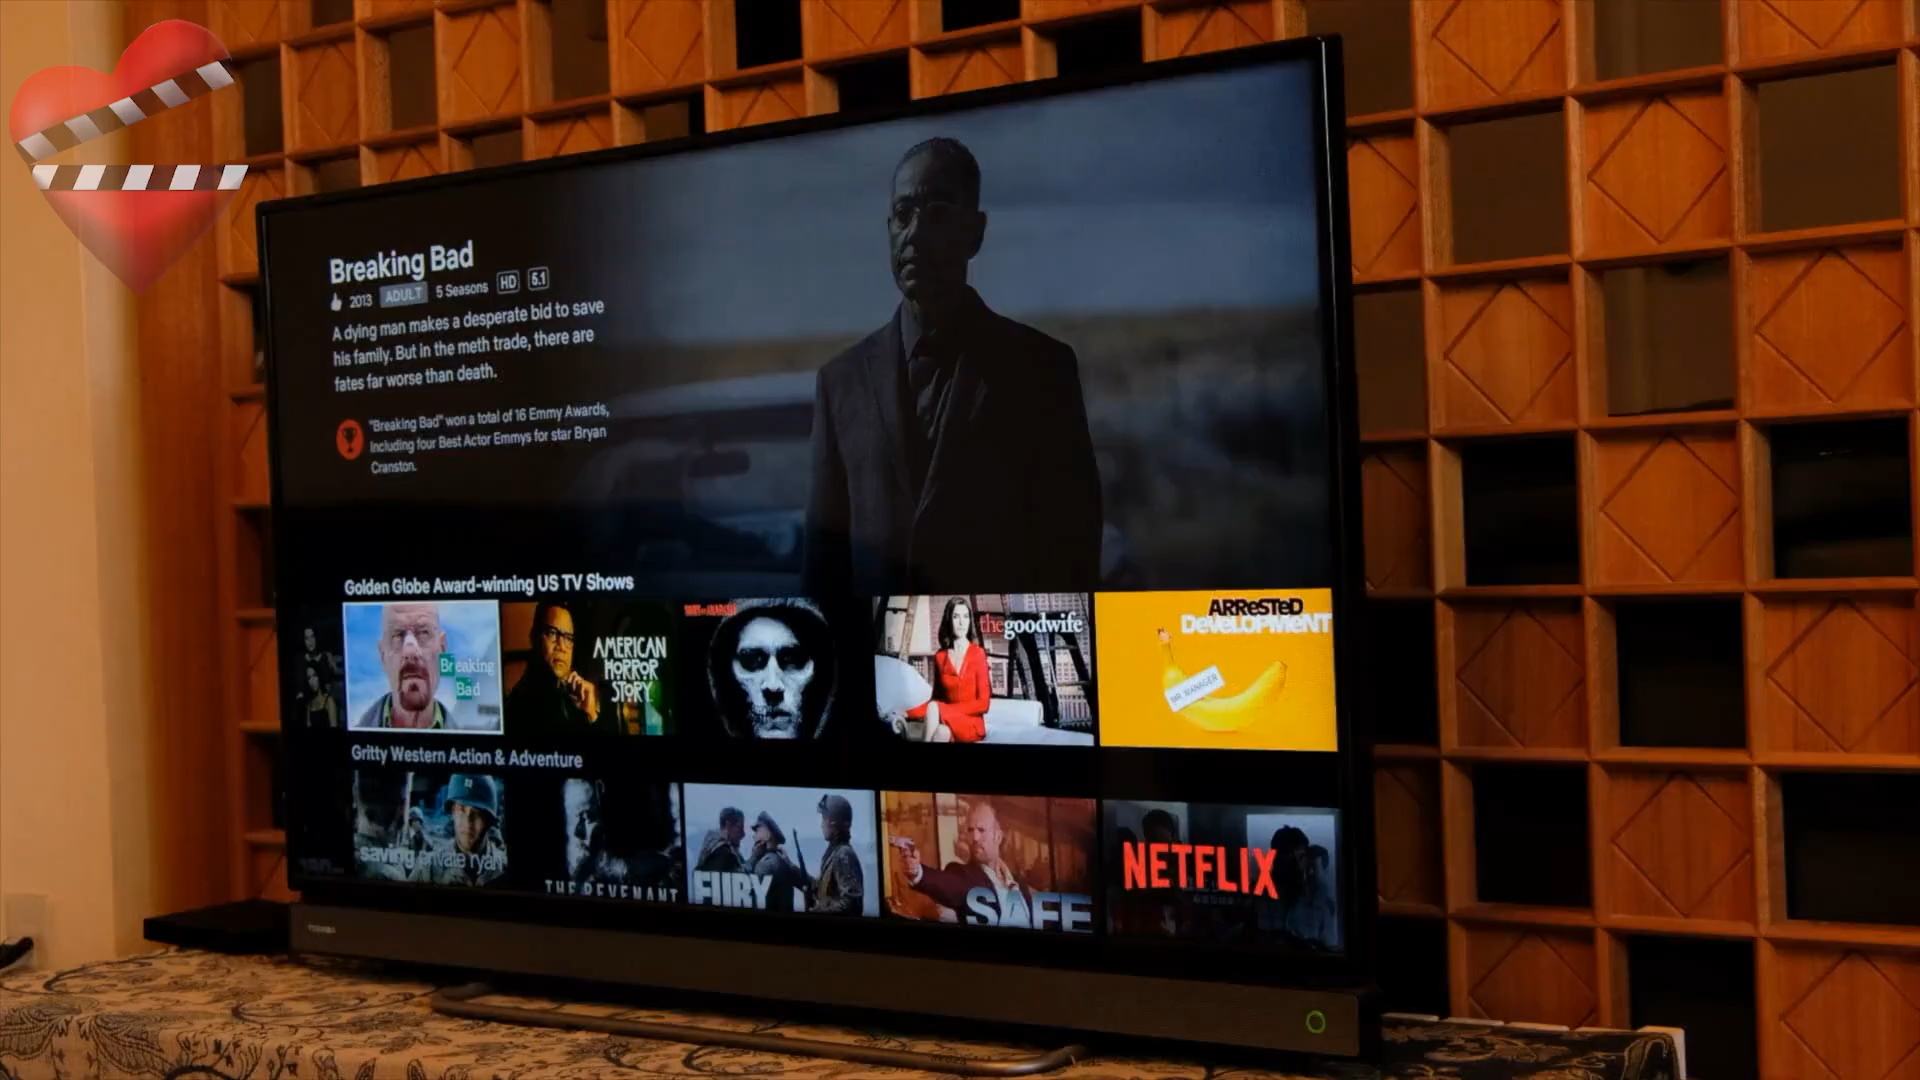 Breaking Bad
2013 ADULT 5 Seasons HD 5.1
A dying man makes a desperate bid to save
his family. But in the meth trade, there are
fates far worse than death.
"Breaking Bad" won a total of 16 Emmy Awards,
including four Best Actor Emmys for star Bryan
Cranston.
Golden Globe Award-winning US TV Shows
Breaking
Bad
AMERICAN
HORROR
STORY
thegoodwife
ARRESTED
DEVELOPMENT
MR. MANAGER
Gritty Western Action & Adventure
saving private ryan
THE REVENANT
FURY
SAFE
NETFLIX
TOSHIBA